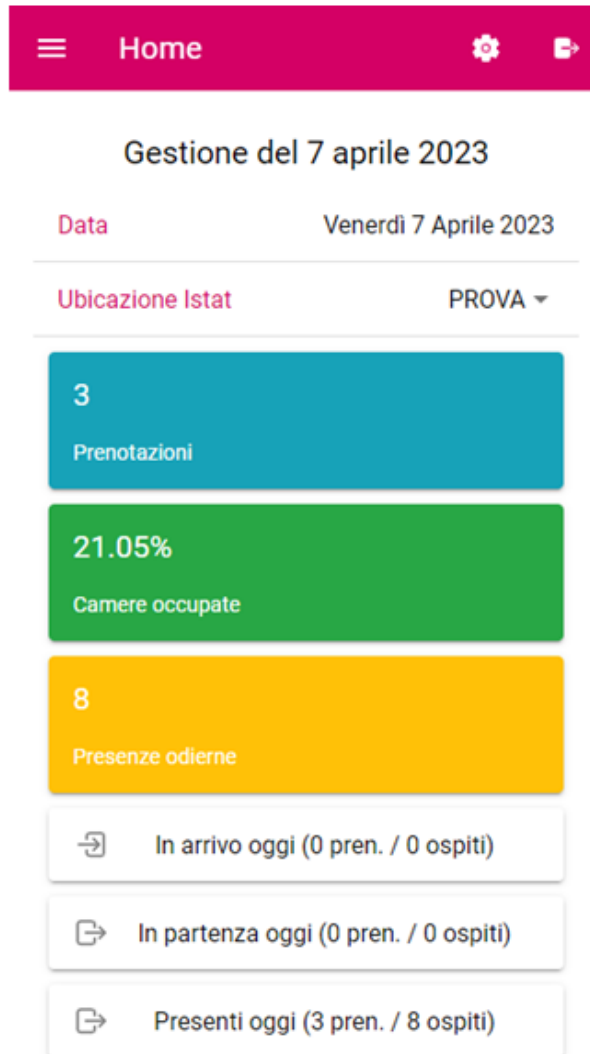 Home
Gestione del 7 aprile 2023
Data Venerdì 7 Aprile 2023
Ubicazione Istat PROVA
3
Prenotazioni
21.05%
Camere occupate
8
Presenze odierne
In arrivo oggi (0 pren. / 0 ospiti)
In partenza oggi (0 pren. / 0 ospiti)
Presenti oggi (3 pren. / 8 ospiti)